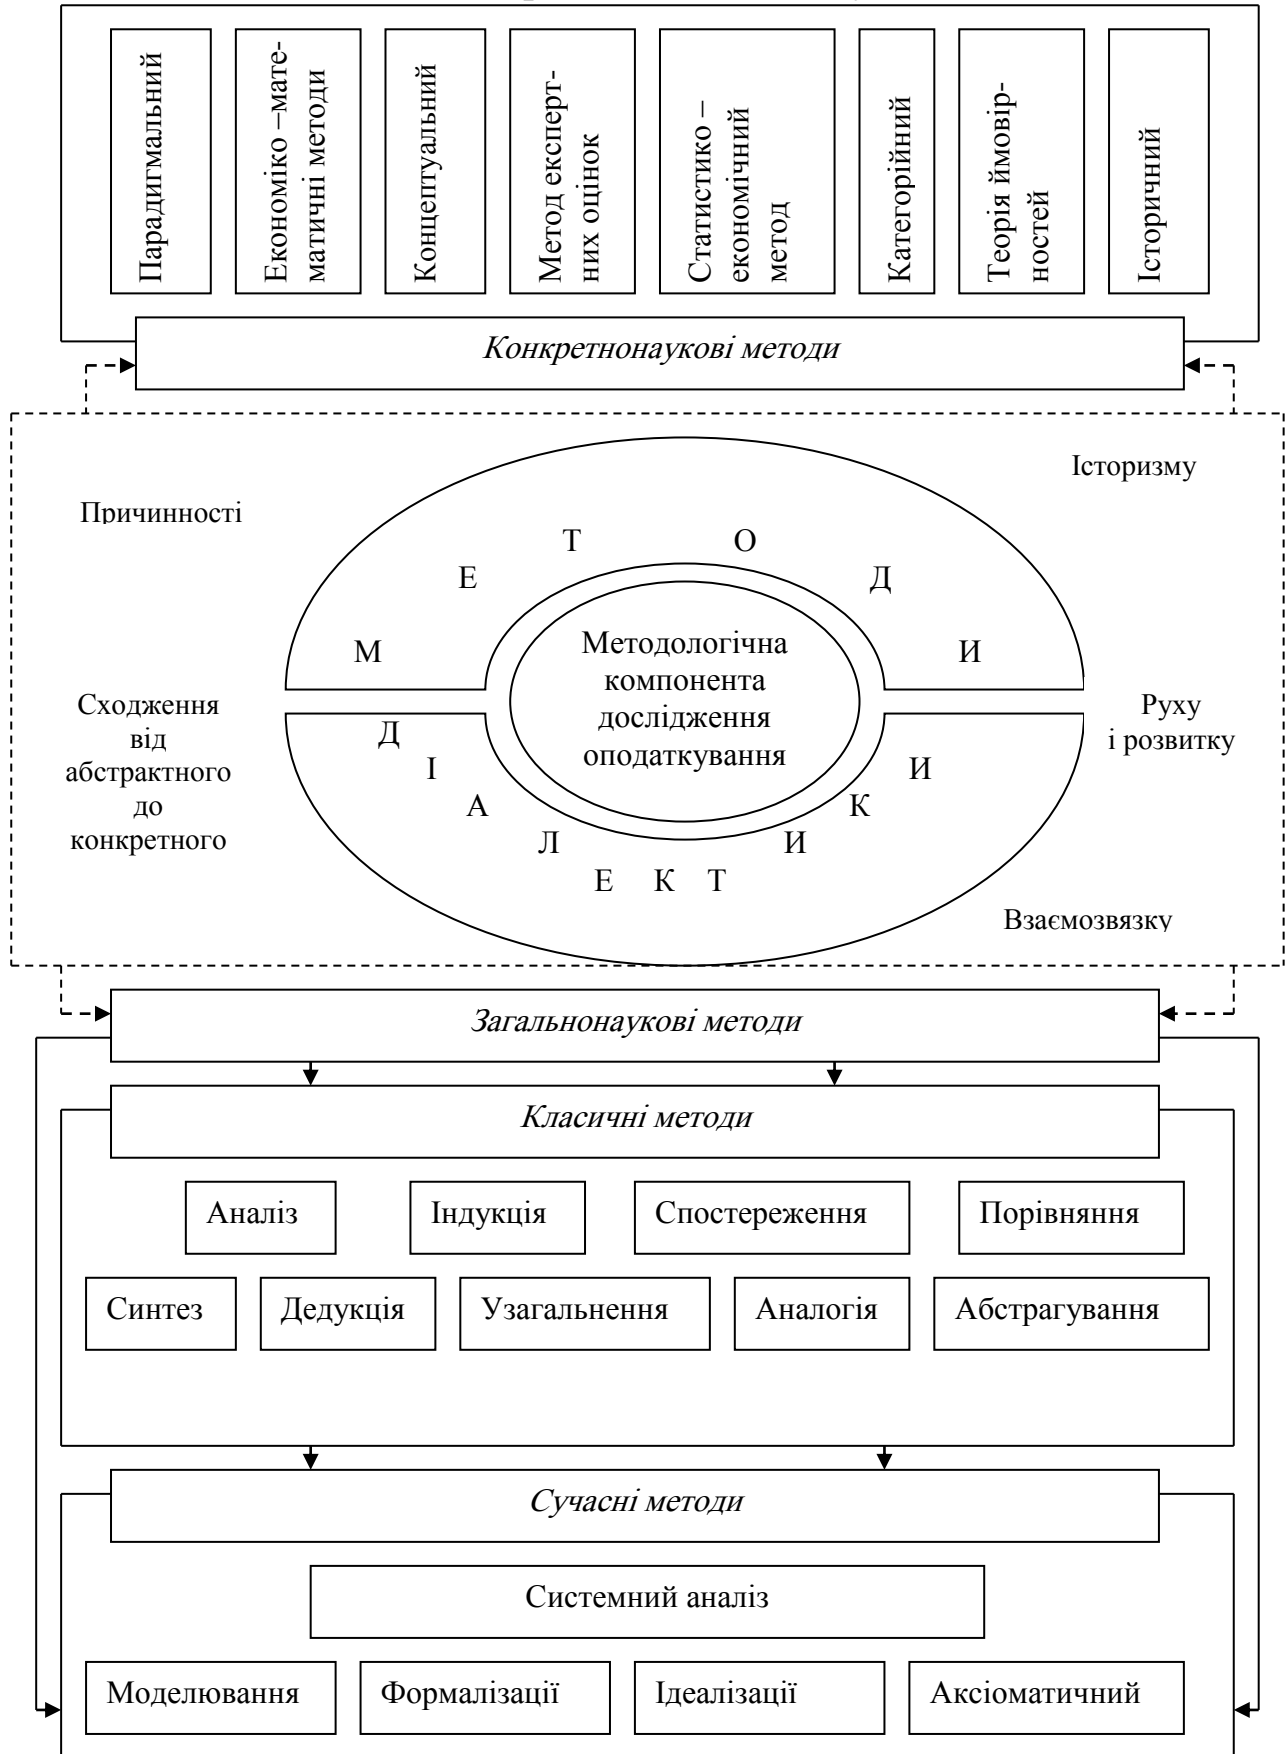 Парадигмальний
Економіко –мате-
матичні методи
Концептуальний
Метод експерт-
них оцінок
Статистико –
економічний
метод
Категорійний
Теорія ймовір-
ностей
Історичний
Конкретнонаукові методи
Історизму
Причинності
М Е Т О Д И
Методологічна
компонента
дослідження
оподаткування
Сходження
від
абстрактного
до
конкретного
Руху
і розвитку
Д І А Л Е К Т И К И
Взаємозвязку
Загальнонаукові методи
Класичні методи
Аналіз Індукція Спостереження Порівняння
Синтез Дедукція Узагальнення Аналогія Абстрагування
Сучасні методи
Системний аналіз
Моделювання Формалізації Ідеалізації Аксіоматичний